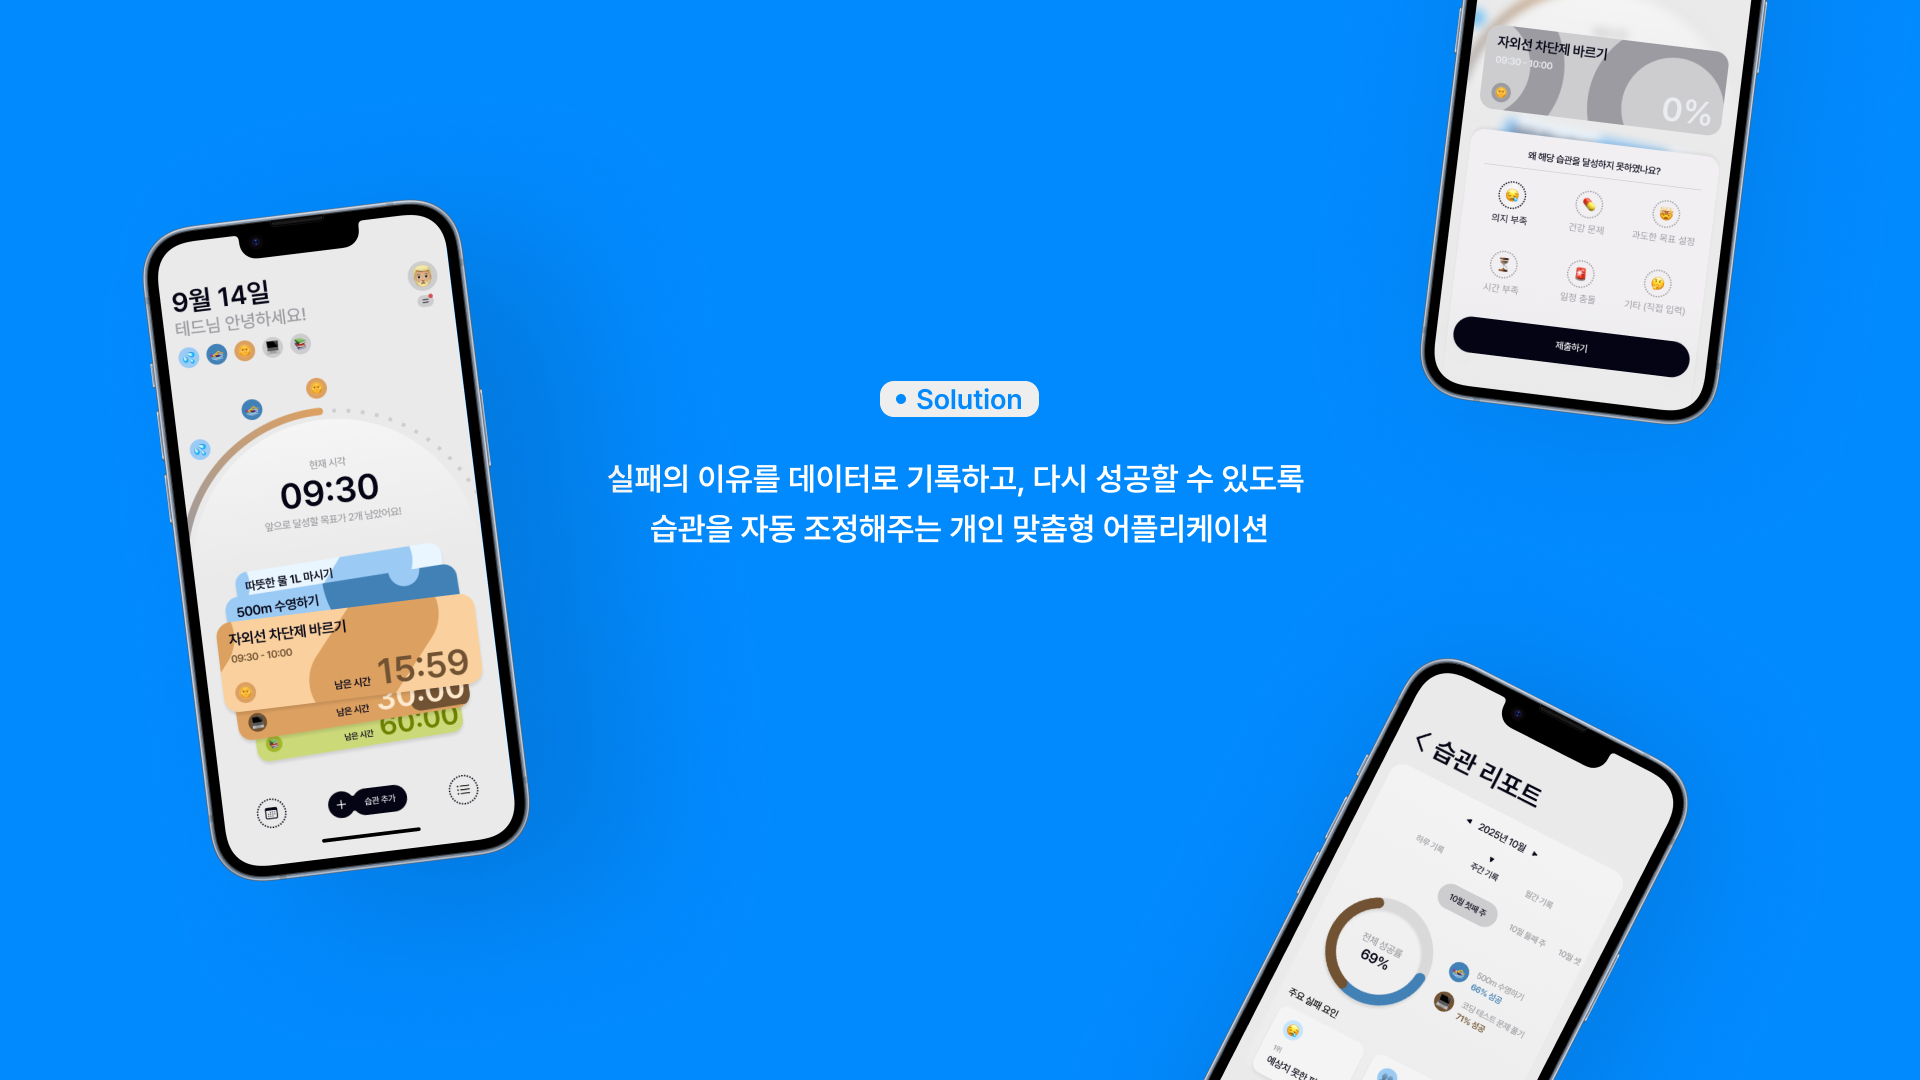 9월 14일
테드님 안녕하세요!
현재 시각
09:30
앞으로 달성할 목표가 2개 남았어요!
따뜻한 물 1L 마시기
500m 수영하기
자외선 차단제 바르기
09:30 - 10:00
남은 시간 15:59
남은 시간 30:00
남은 시간 60:00
+ 습관 추가
• Solution
실패의 이유를 데이터로 기록하고, 다시 성공할 수 있도록
습관을 자동 조정해주는 개인 맞춤형 어플리케이션
자외선 차단제 바르기
09:30 - 10:00
0%
왜 해당 습관을 달성하지 못하였나요?
의지 부족 건강 문제 과도한 목표 설정
시간 부족 일정 충돌 기타 (직접 입력)
제출하기
습관 리포트
2025년 10월
하루 기록 주간 기록 월간 기록
10월 첫째 주 10월 둘째 주 10월 셋
전체 성공률
69%
500m 수영하기
66% 성공
코딩 테스트 문제 풀기
71% 성공
주요 실패 요인
1위
예상치 못한